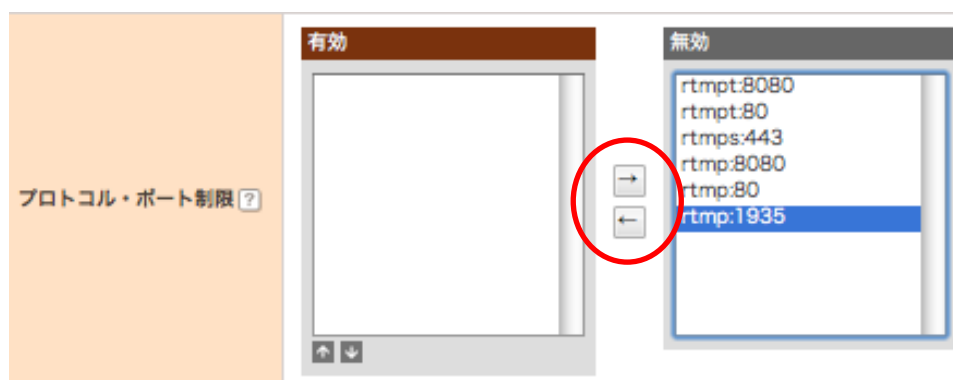 プロトコル・ポート制限 ?
有効
→
←
無効
rtmpt:8080
rtmpt:80
rtmps:443
rtmp:8080
rtmp:80
rtmp:1935